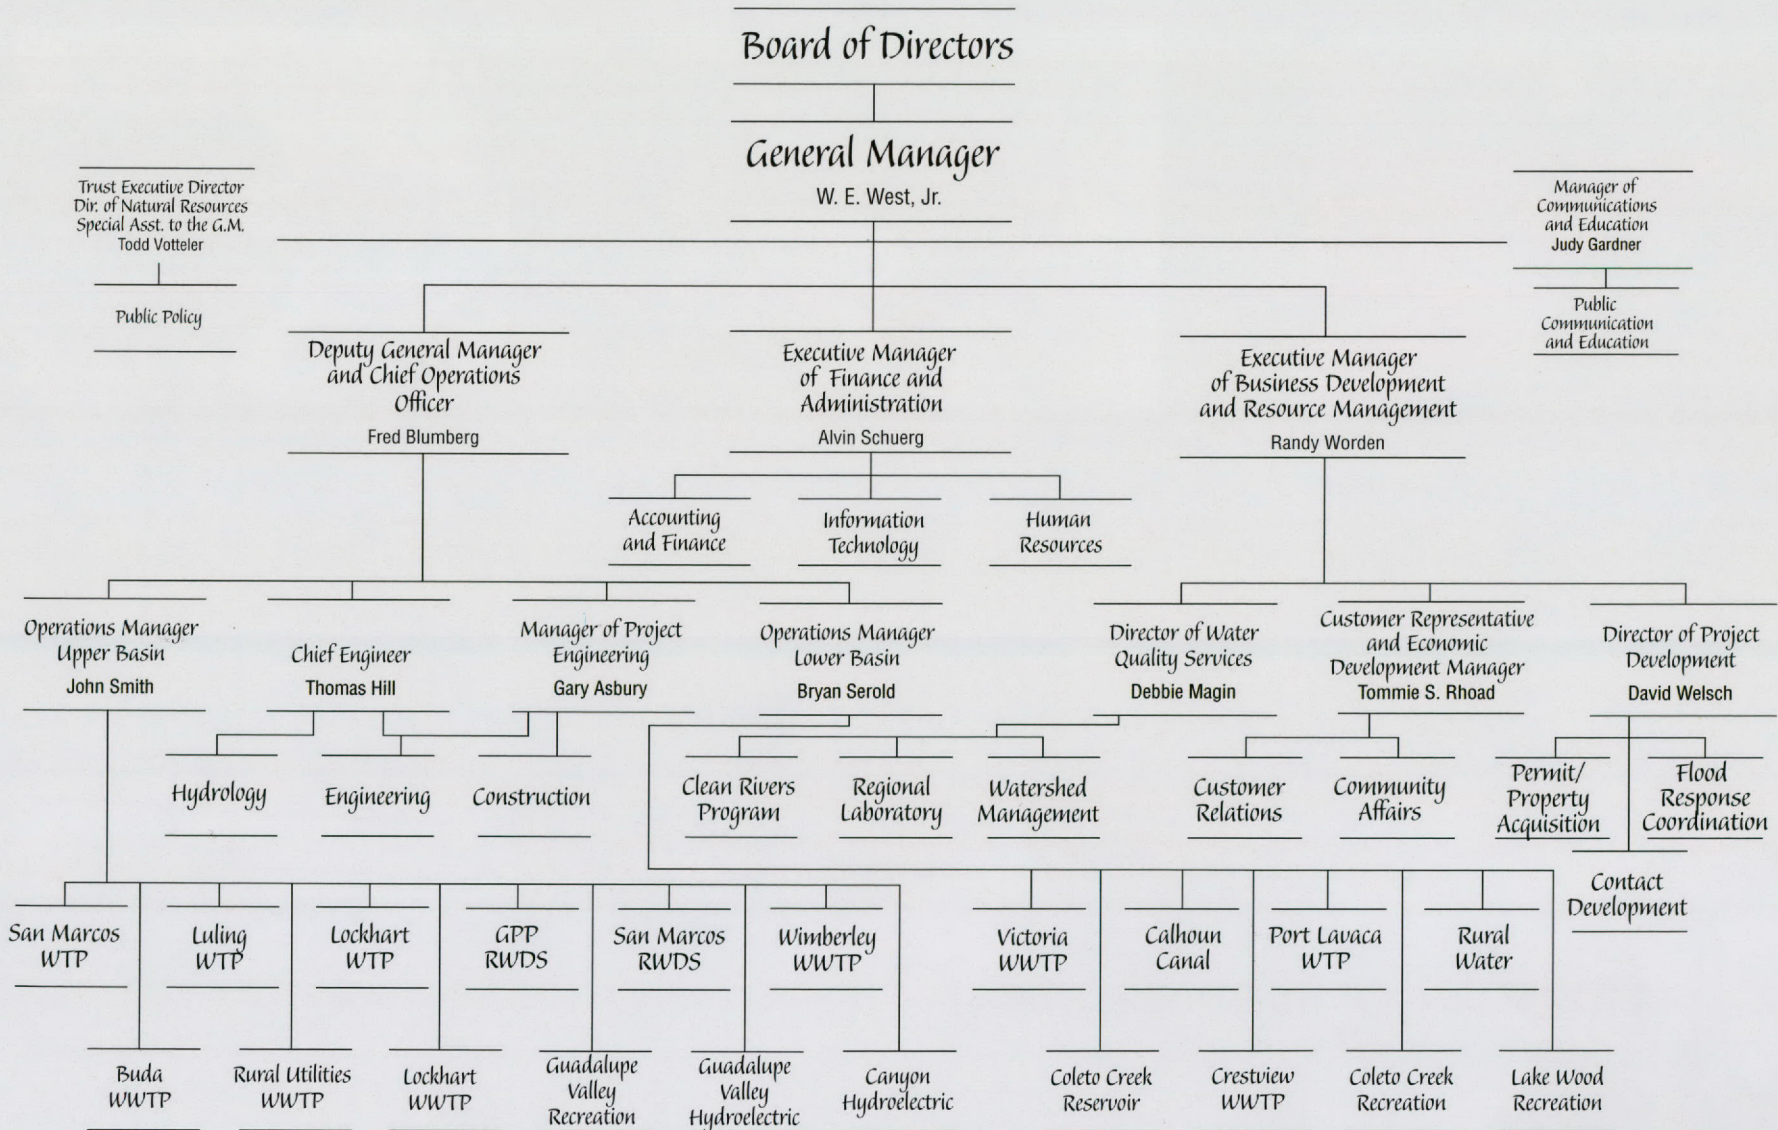 Board of Directors
General Manager
W. E. West, Jr.
Trust Executive Director
Dir. of Natural Resources
Special Asst. to the G.M.
Todd Votteler
Public Policy
Manager of
Communications
and Education
Judy Gardner
Public
Communication
and Education
Deputy General Manager
and Chief Operations
Officer
Fred Blumberg
Executive Manager
of Finance and
Administration
Alvin Schuerg
Executive Manager
of Business Development
and Resource Management
Randy Worden
Accounting
and Finance
Information
Technology
Human
Resources
Operations Manager
Upper Basin
John Smith
Chief Engineer
Thomas Hill
Manager of Project
Engineering
Gary Asbury
Operations Manager
Lower Basin
Bryan Serold
Director of Water
Quality Services
Debbie Magin
Customer Representative
and Economic
Development Manager
Tommie S. Rhoad
Director of Project
Development
David Welsch
Hydrology
Engineering
Construction
Clean Rivers
Program
Regional
Laboratory
Watershed
Management
Customer
Relations
Community
Affairs
Permit/
Property
Acquisition
Flood
Response
Coordination
Contact
Development
San Marcos
WTP
Luling
WTP
Lockhart
WTP
GPP
RWDS
San Marcos
RWDS
Wimberley
WWTP
Victoria
WWTP
Calhoun
Canal
Port Lavaca
WTP
Rural
Water
Buda
WWTP
Rural Utilities
WWTP
Lockhart
WWTP
Guadalupe
Valley
Recreation
Guadalupe
Valley
Hydroelectric
Canyon
Hydroelectric
Coleto Creek
Reservoir
Crestview
WWTP
Coleto Creek
Recreation
Lake Wood
Recreation